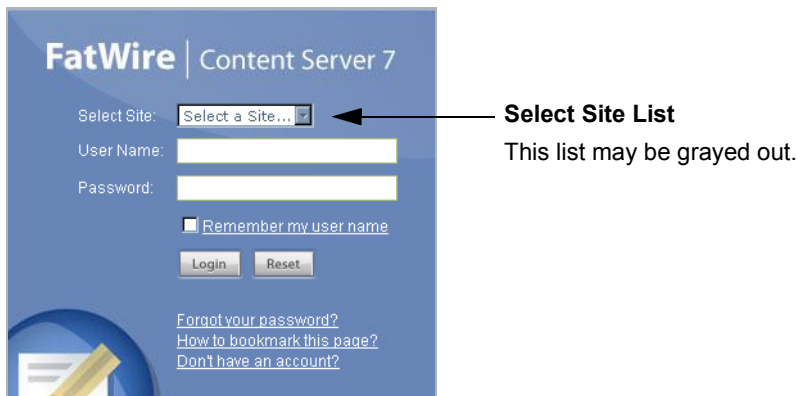 FatWire | Content Server 7
Select Site: Select a Site...
Select Site List
This list may be grayed out.
User Name:
Password:
Remember my user name
Login Reset
Forgot your password?
How to bookmark this page?
Don't have an account?